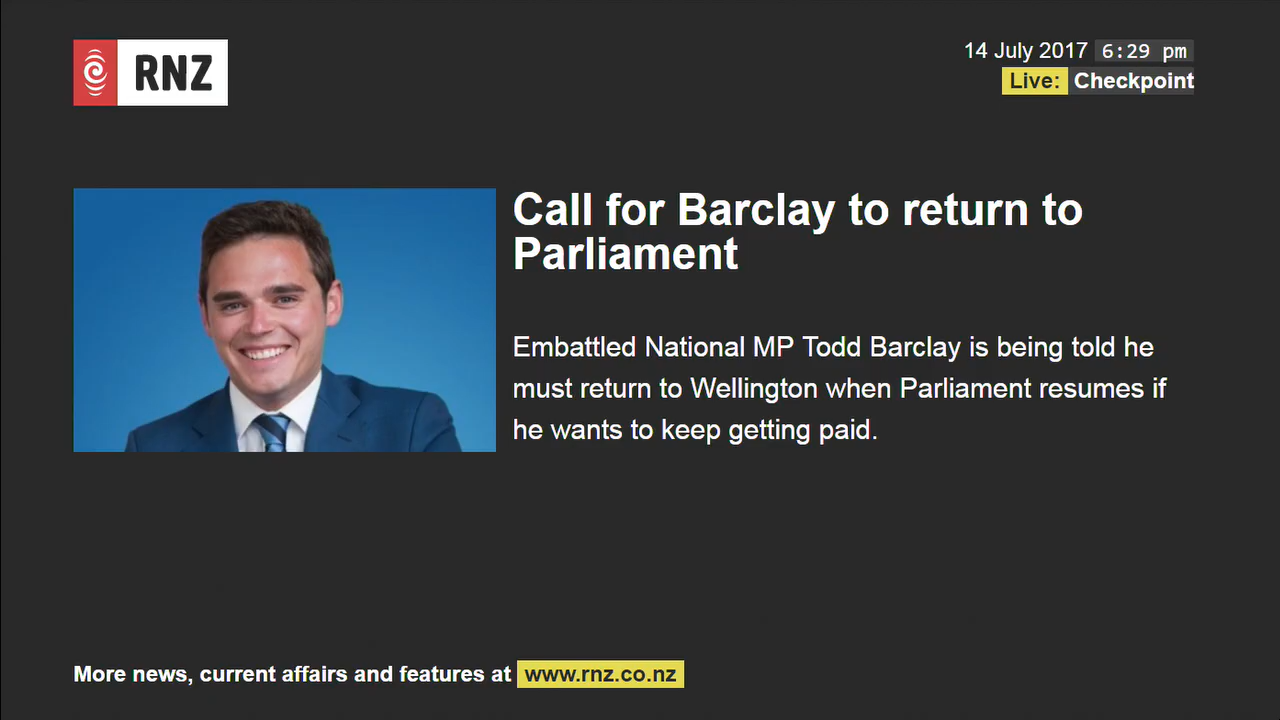 RNZ
14 July 2017 6:29 pm
Live: Checkpoint
Call for Barclay to return to
Parliament
Embattled National MP Todd Barclay is being told he
must return to Wellington when Parliament resumes if
he wants to keep getting paid.
More news, current affairs and features at www.rnz.co.nz